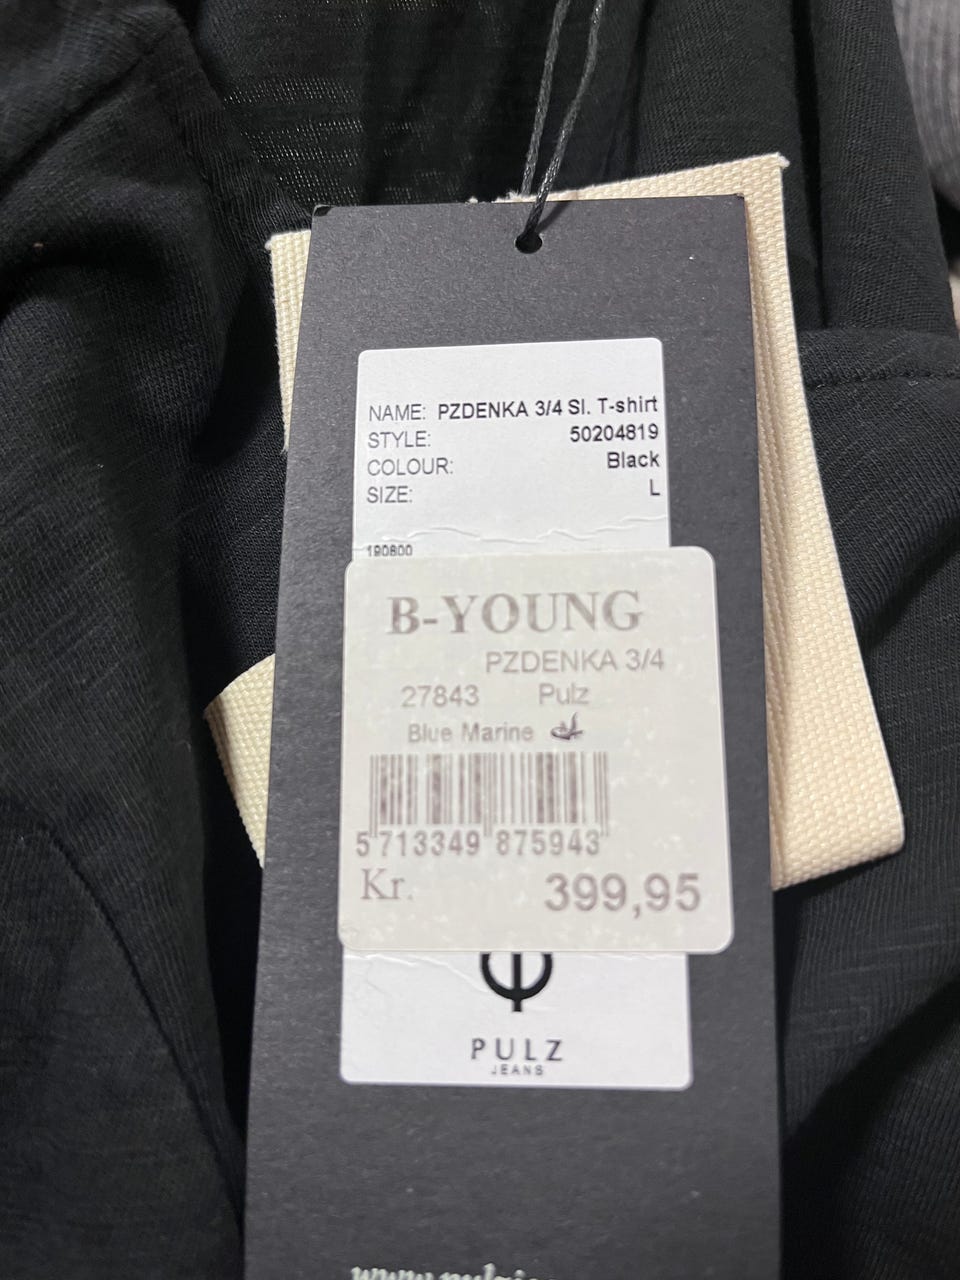 NAME: PZDENKA 3/4 Sl. T-shirt
STYLE: 50204819
COLOUR: Black
SIZE: L
190800
B-YOUNG
PZDENKA 3/4
27843 Pulz
Blue Marine
5 713349 875943
Kr. 399,95
PULZ
JEANS